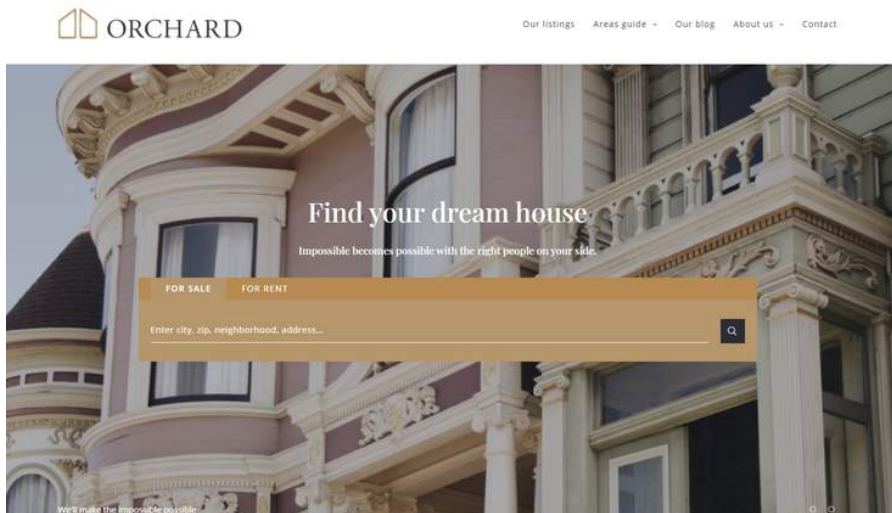 ORCHARD
Our listings Areas guide Our blog About us Contact
Find your dream house
Impossible becomes possible with the right people on your side.
FOR SALE FOR RENT
Enter city, zip, neighborhood, address...
We'll make the impossible possible